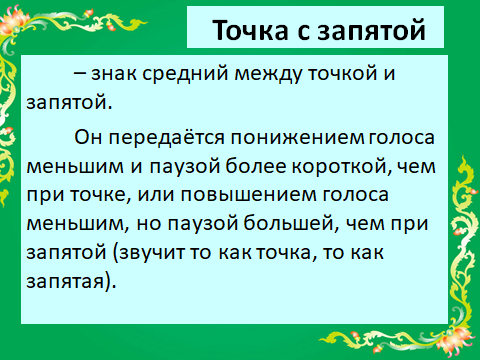 Точка с запятой
– знак средний между точкой и
запятой.
Он передаётся понижением голоса
меньшим и паузой более короткой, чем
при точке, или повышением голоса
меньшим, но паузой большей, чем при
запятой (звучит то как точка, то как
запятая).